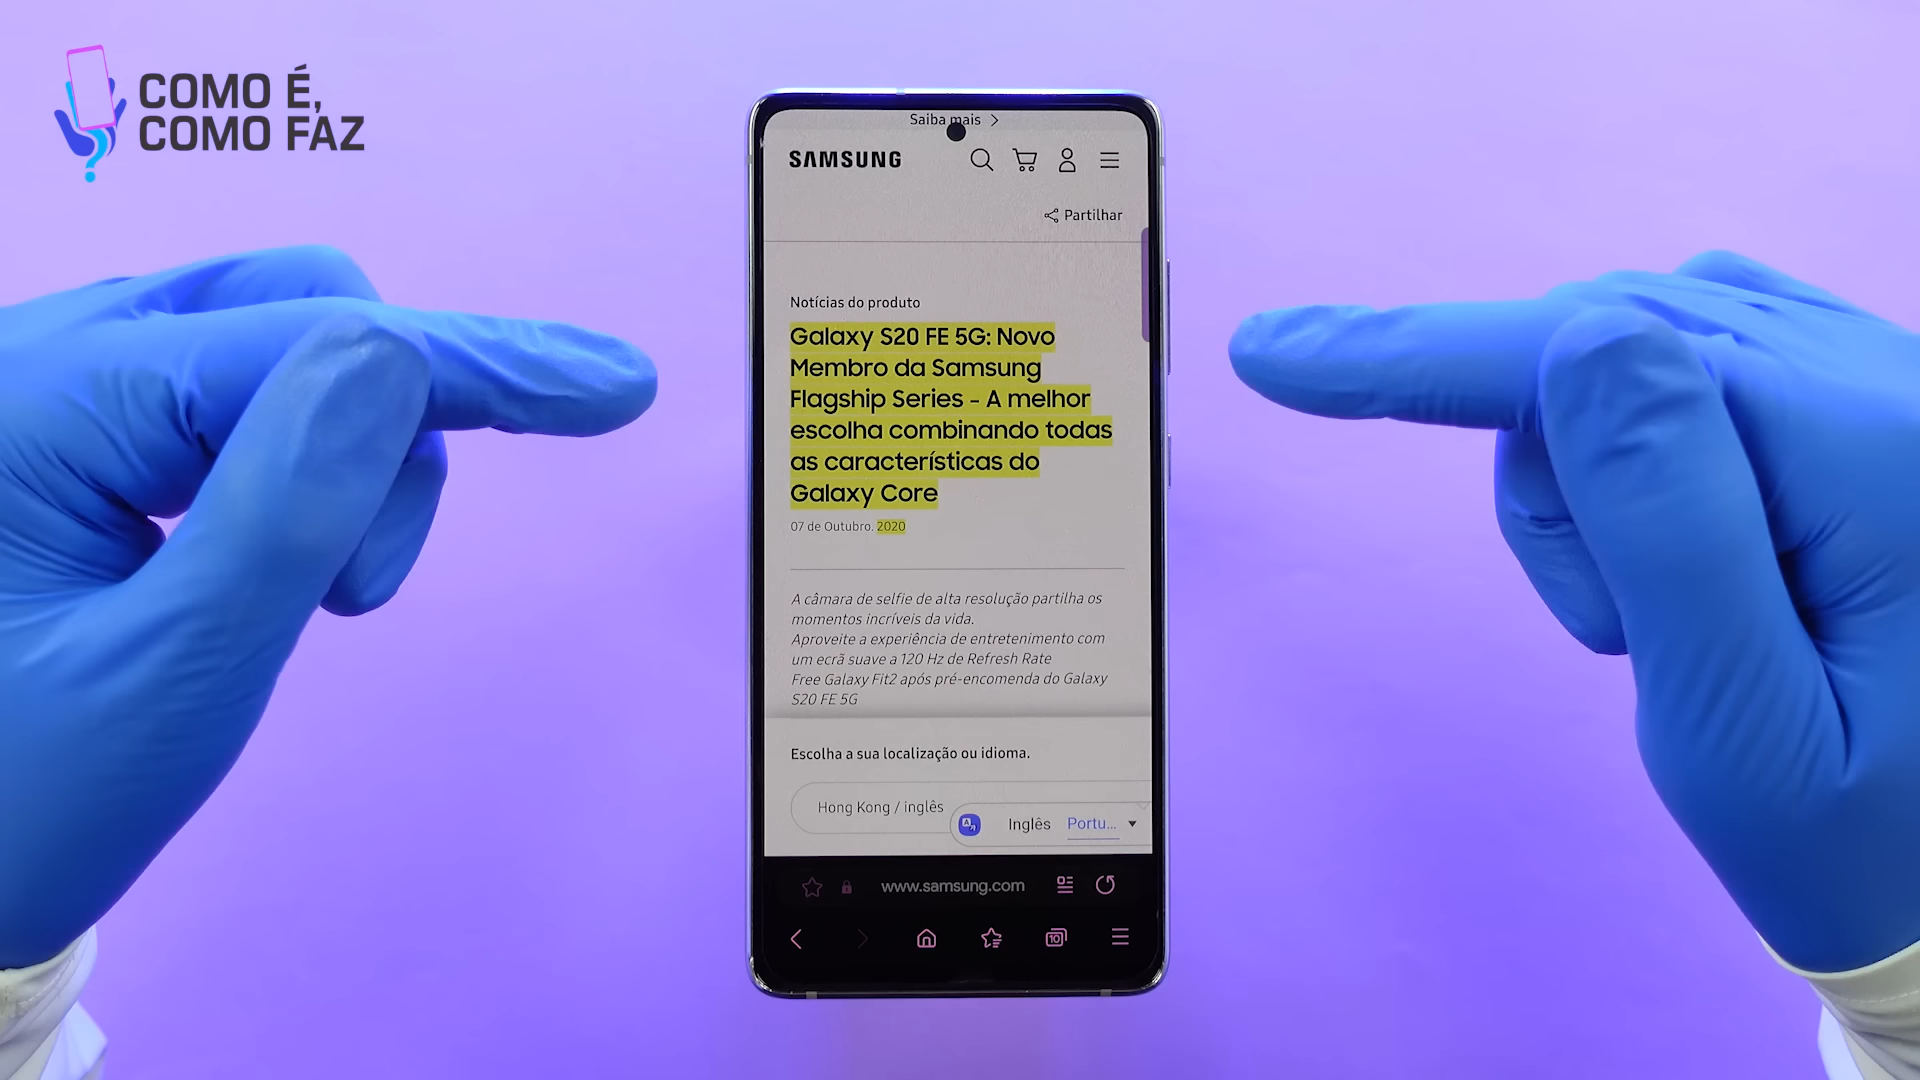 COMO É,
COMO FAZ
Saiba mais
SAMSUNG
Partilhar
Notícias do produto
Galaxy S20 FE 5G: Novo
Membro da Samsung
Flagship Series - A melhor
escolha combinando todas
as características do
Galaxy Core
07 de Outubro. 2020
A câmara de selfie de alta resolução partilha os
momentos incríveis da vida.
Aproveite a experiência de entretenimento com
um ecrã suave a 120 Hz de Refresh Rate
Free Galaxy Fit2 após pré-encomenda do Galaxy
S20 FE 5G
Escolha a sua localização ou idioma.
Hong Kong / inglês
Inglês Portu...
www.samsung.com
10